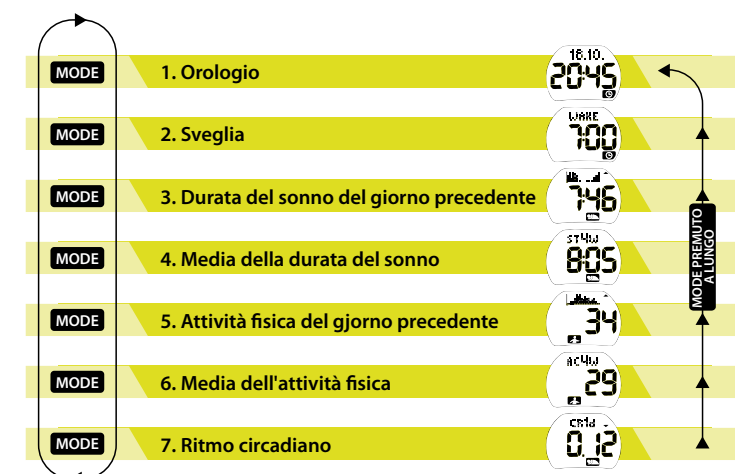 18.10.
MODE 1. Orologio 20:45
WAKE
MODE 2. Sveglia 7:00
MODE 3. Durata del sonno del giorno precedente 7:46
ST4W
MODE 4. Media della durata del sonno 8:05
MODE PREMUTO
A LUNGO
MODE 5. Attività fisica del gjorno precedente 34
AC4W
MODE 6. Media dell'attività fisica 29
CR1d
MODE 7. Ritmo circadiano 0.12